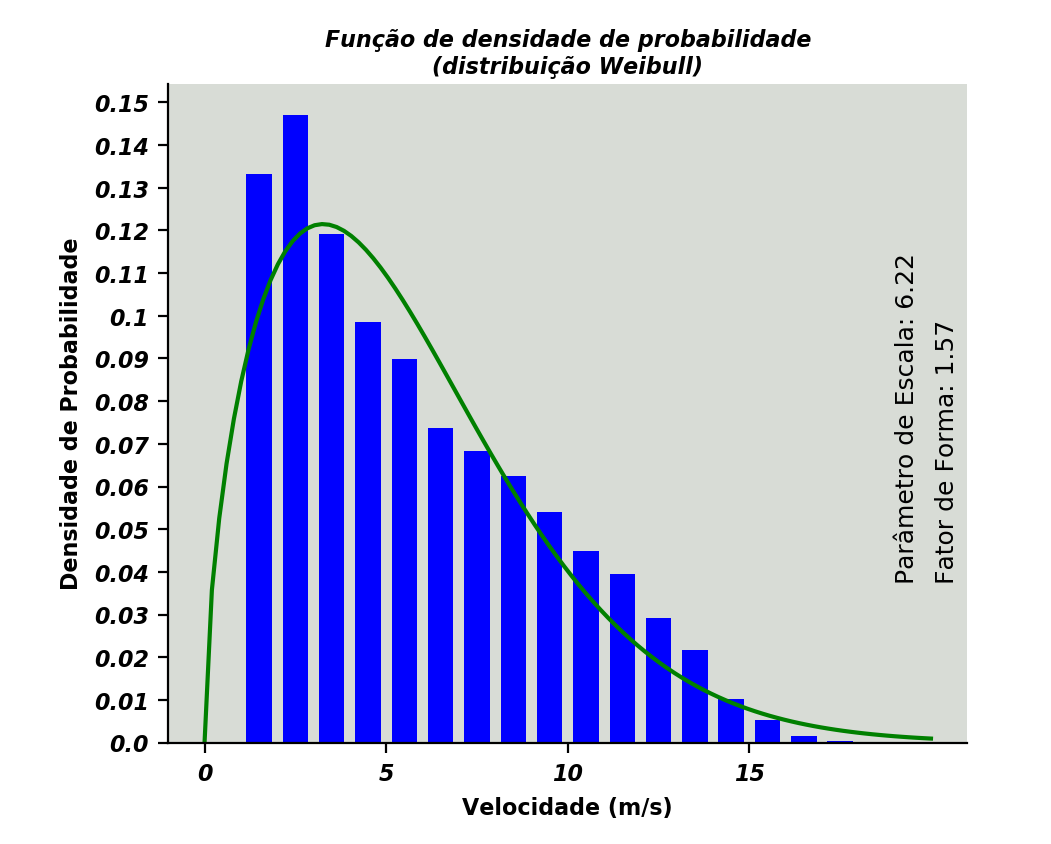 Função de densidade de probabilidade
(distribuição Weibull)
0.15
0.14
0.13
0.12
0.11
0.1
0.09
0.08
0.07
0.06
0.05
0.04
0.03
0.02
0.01
0.0
Densidade de Probabilidade
Parâmetro de Escala: 6.22
Fator de Forma: 1.57
0 5 10 15
Velocidade (m/s)